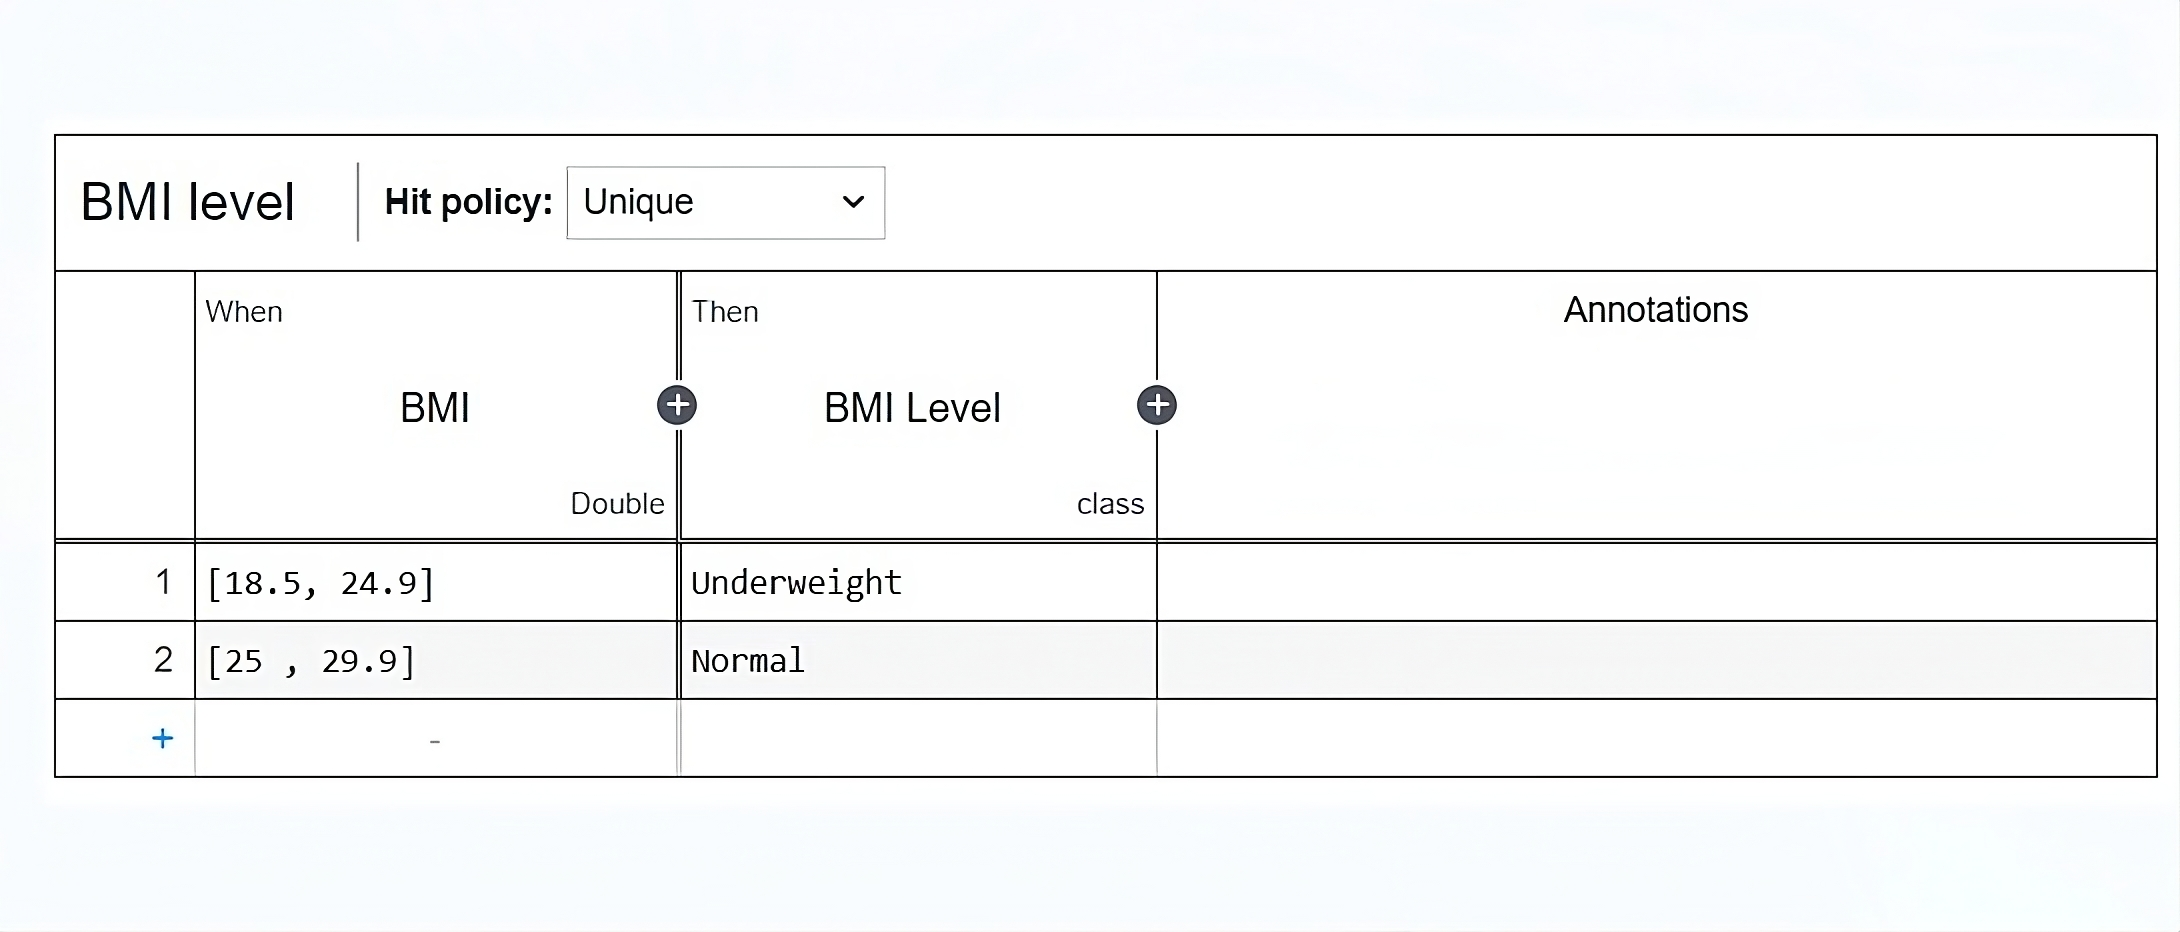 BMI level Hit policy: Unique
When Then Annotations
BMI + BMI Level +
Double class
1 [18.5, 24.9] Underweight
2 [25 , 29.9] Normal
+ -